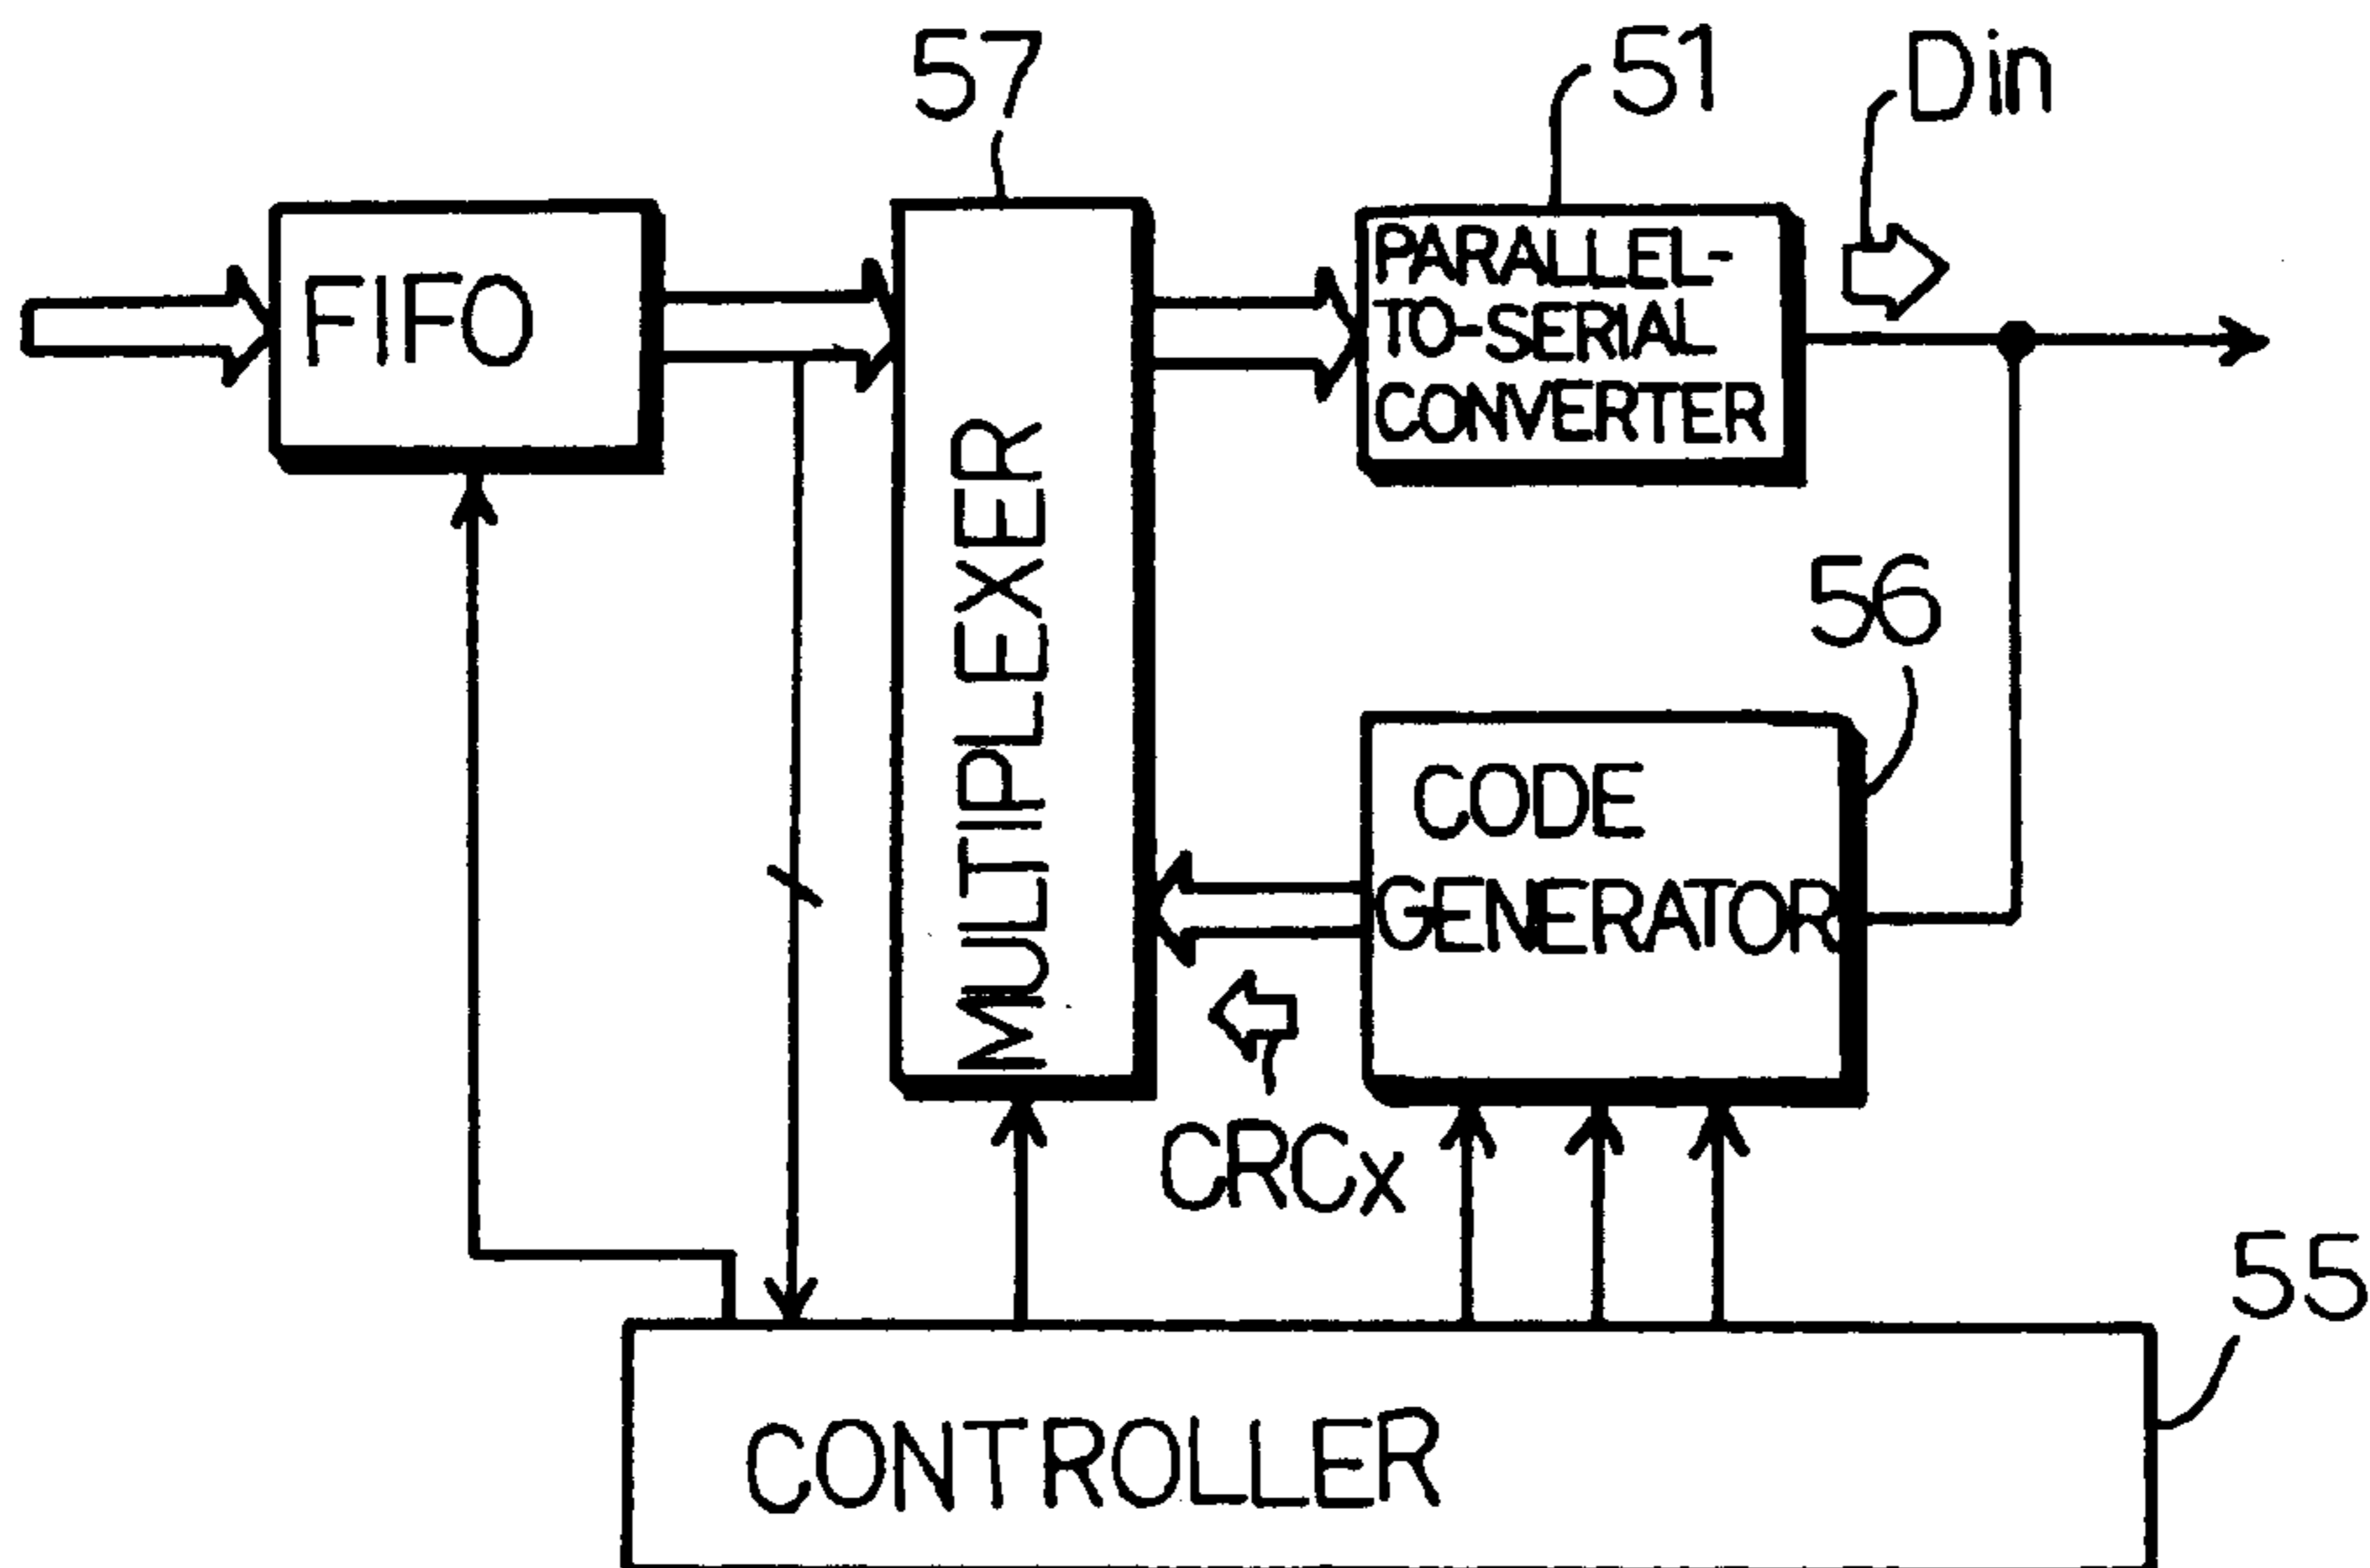 57
51
Din
FIFO
PARALLEL-
TO-SERIAL
CONVERTER
MULTIPLEXER
56
CODE
GENERATOR
CRCx
55
CONTROLLER